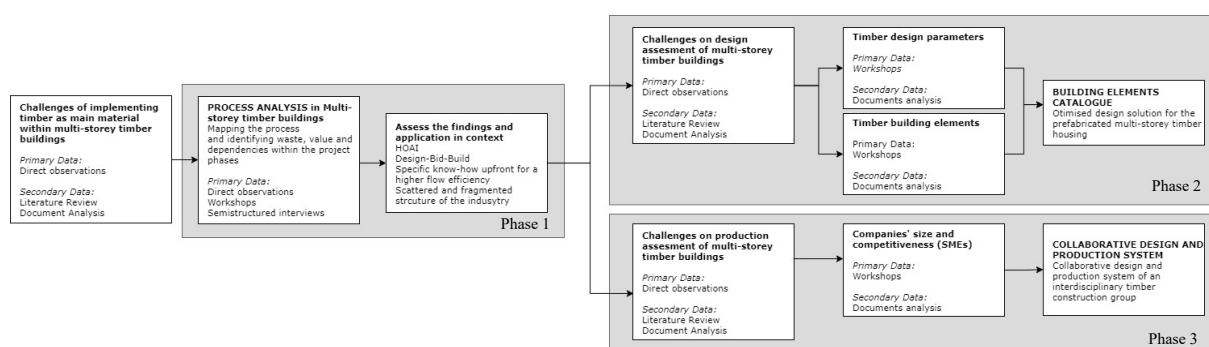 Challenges of implementing
timber as main material
within multi-storey timber
buildings
Primary Data:
Direct observations
Secondary Data:
Literature Review
Document Analysis
PROCESS ANALYSIS in Multi-
storey timber buildings
Mapping the process
and identifying waste, value and
dependencies within the project
phases
Primary Data:
Direct observations
Workshops
Semistructured interviews
Assess the findings and
application in context
HOAI
Design-Bid-Build
Specific know-how upfront for a
higher flow efficiency
Scattered and fragmented
strcuture of the indusytry
Phase 1
Challenges on design
assesment of multi-storey
timber buildings
Primary Data:
Direct observations
Secondary Data:
Literature Review
Document Analysis
Timber design parameters
Primary Data:
Workshops
Secondary Data:
Documents analysis
Timber building elements
Primary Data:
Workshops
Secondary Data:
Documents analysis
BUILDING ELEMENTS
CATALOGUE
Otimised design solution for the
prefabricated multi-storey timber
housing
Phase 2
Challenges on production
assesment of multi-storey
timber buildings
Primary Data:
Direct observations
Secondary Data:
Literature Review
Document Analysis
Companies' size and
competitiveness (SMEs)
Primary Data:
Workshops
Secondary Data:
Documents analysis
COLLABORATIVE DESIGN AND
PRODUCTION SYSTEM
Collaborative design and
production system of an
interdisciplinary timber
construction group
Phase 3